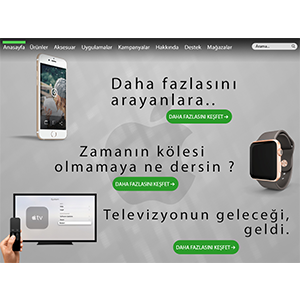 Anasayfa Ürünler Aksesuar Uygulamalar Kampanyalar Hakkında Destek Mağazalar Arama..
Daha fazlasını
arayanlara..
DAHA FAZLASINI KEŞFET →
Zamanın kölesi
olmamaya ne dersin ?
DAHA FAZLASINI KEŞFET →
tv
Televizyonun geleceği,
geldi.
DAHA FAZLASINI KEŞFET →